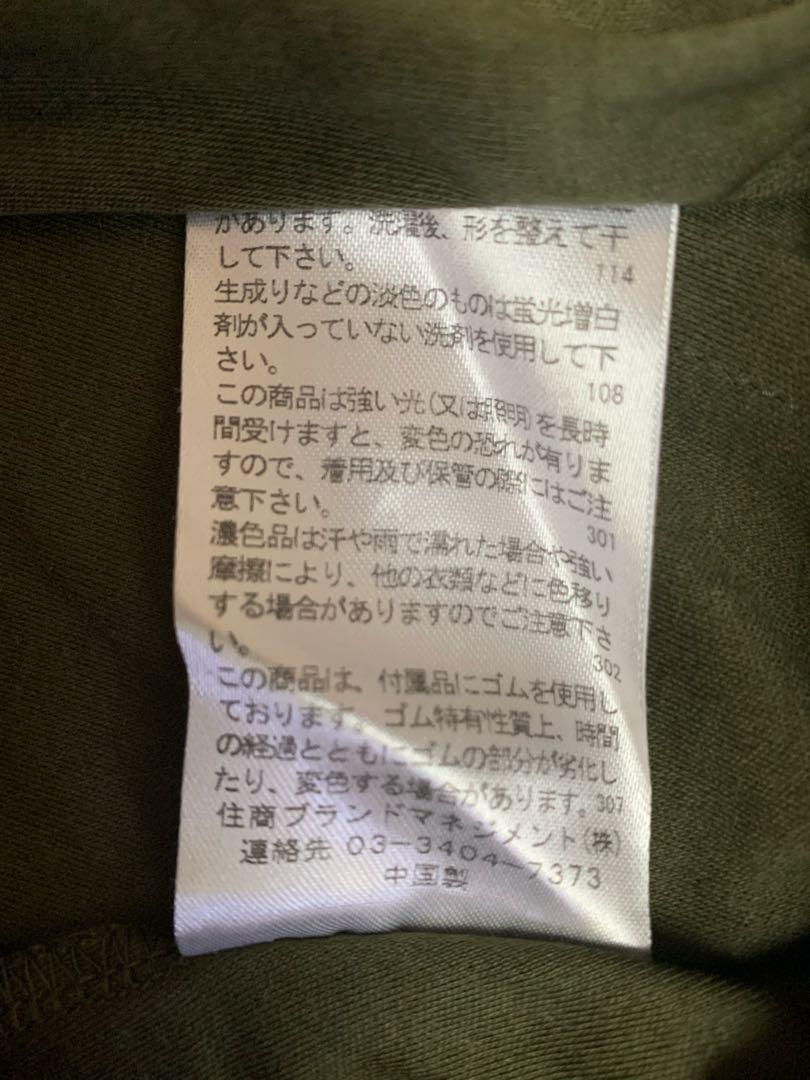 があります。洗濯後、形を整えて干
して下さい。 114
生成りなどの淡色のものは蛍光増白
剤が入っていない洗剤を使用して下
さい。 108
この商品は強い光(又は照明)を長時
間受けますと、変色の恐れが有りま
すので、着用及び保管の際にはご注
意下さい。 301
濃色品は汗や雨で濡れた場合や強い
摩擦により、他の衣類などに色移り
する場合がありますのでご注意下さ
い。 302
この商品は、付属品にゴムを使用し
ております。ゴム特有性質上、時間
の経過とともにゴムの部分が劣化し
たり、変色する場合があります。307
住商ブランドマネジメント(株)
連絡先 03-3404-7373
中国製